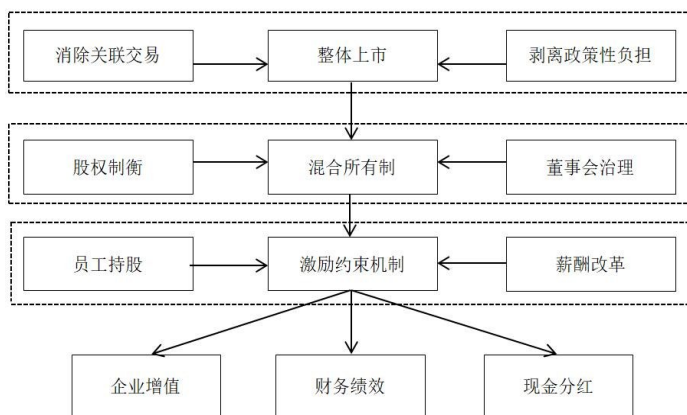 消除关联交易
整体上市
剥离政策性负担
股权制衡
混合所有制
董事会治理
员工持股
激励约束机制
薪酬改革
企业增值
财务绩效
现金分红